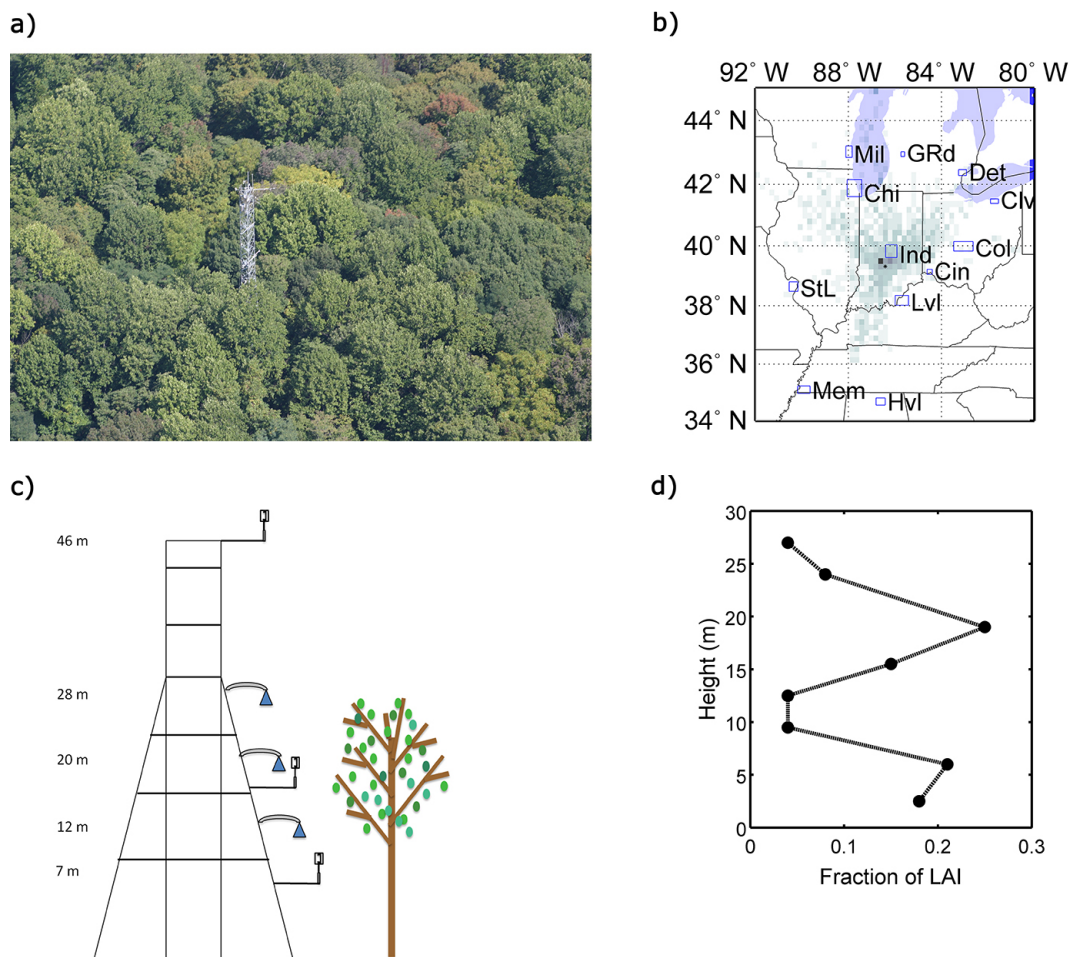 a)
b)
92° W 88° W 84° W 80° W
44° N
42° N
40° N
38° N
36° N
34° N
Mil
GRd
Det
Chi
Clv
Ind
Col
Cin
StL
Lvl
Mem
Hvl
c)
46 m
28 m
20 m
12 m
7 m
d)
30
25
20
15
10
5
0
Height (m)
0 0.1 0.2 0.3
Fraction of LAI